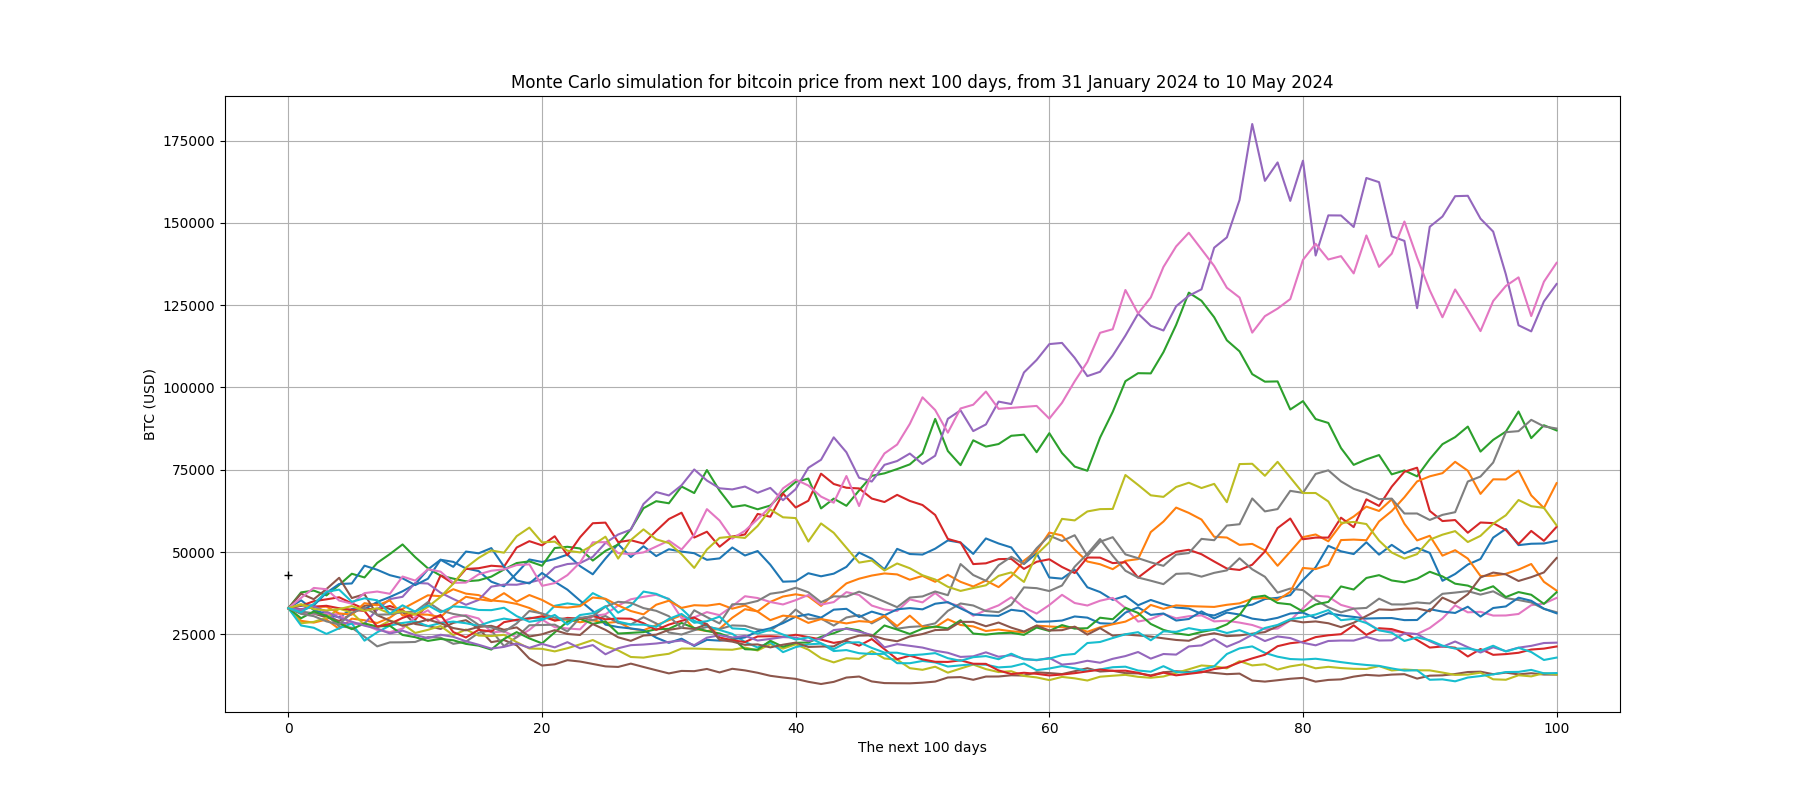 Monte Carlo simulation for bitcoin price from next 100 days, from 31 January 2024 to 10 May 2024
175000
150000
125000
100000
75000
50000
25000
BTC (USD)
0 20 40 60 80 100
The next 100 days